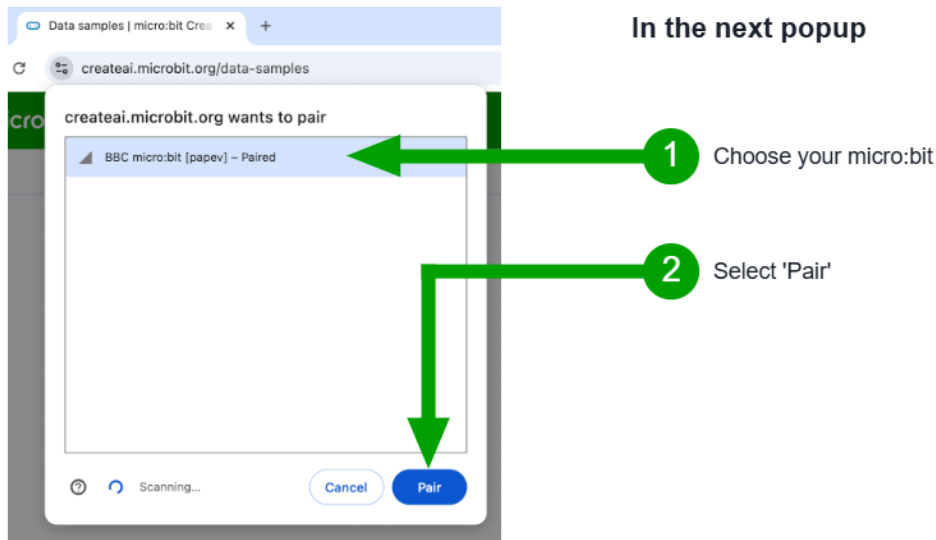 Data samples | micro:bit Crea
In the next popup
createai.microbit.org/data-samples
cro
createai.microbit.org wants to pair
BBC micro:bit [papev] – Paired
1 Choose your micro:bit
2 Select 'Pair'
Scanning...
Cancel
Pair